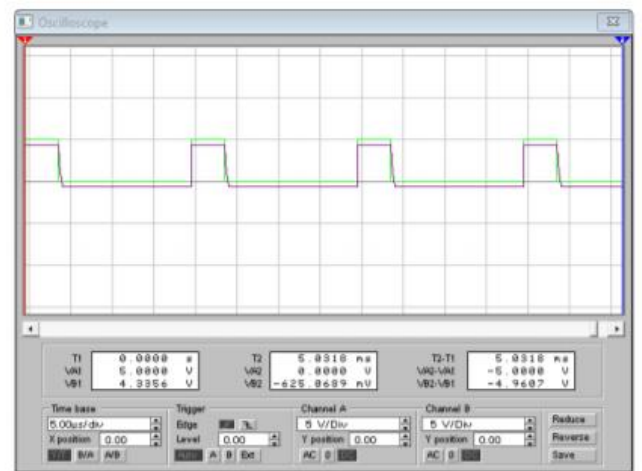 Oscilloscope
T1 0.0000 s T2 5.0318 ms T2-T1 5.0318 ms
VA1 5.0000 V VA2 0.0000 V VA2-VA1 -5.0000 V
VB1 4.3356 V VB2 -625.0689 mV VB2-VB1 -4.9607 V
Time base Trigger Channel A Channel B
5.00us/div Edge 5 V/Div 5 V/Div Reduce
X position 0.00 Level 0.00 Y position 0.00 Y position 0.00 Reverse
Y/T B/A A/B Auto A B Ext AC 0 AC 0 Save